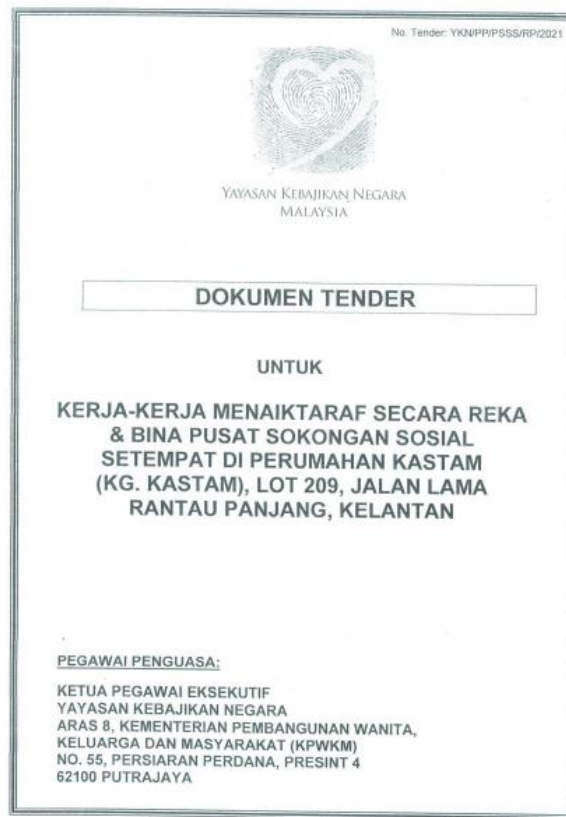 No. Tender: YKN/PP/PSSS/RP/2021
YAYASAN KEBAJIKAN NEGARA
MALAYSIA
DOKUMEN TENDER
UNTUK
KERJA-KERJA MENAIKTARAF SECARA REKA
& BINA PUSAT SOKONGAN SOSIAL
SETEMPAT DI PERUMAHAN KASTAM
(KG. KASTAM), LOT 209, JALAN LAMA
RANTAU PANJANG, KELANTAN
PEGAWAI PENGUASA:
KETUA PEGAWAI EKSEKUTIF
YAYASAN KEBAJIKAN NEGARA
ARAS 8, KEMENTERIAN PEMBANGUNAN WANITA,
KELUARGA DAN MASYARAKAT (KPWKM)
NO. 55, PERSIARAN PERDANA, PRESINT 4
62100 PUTRAJAYA